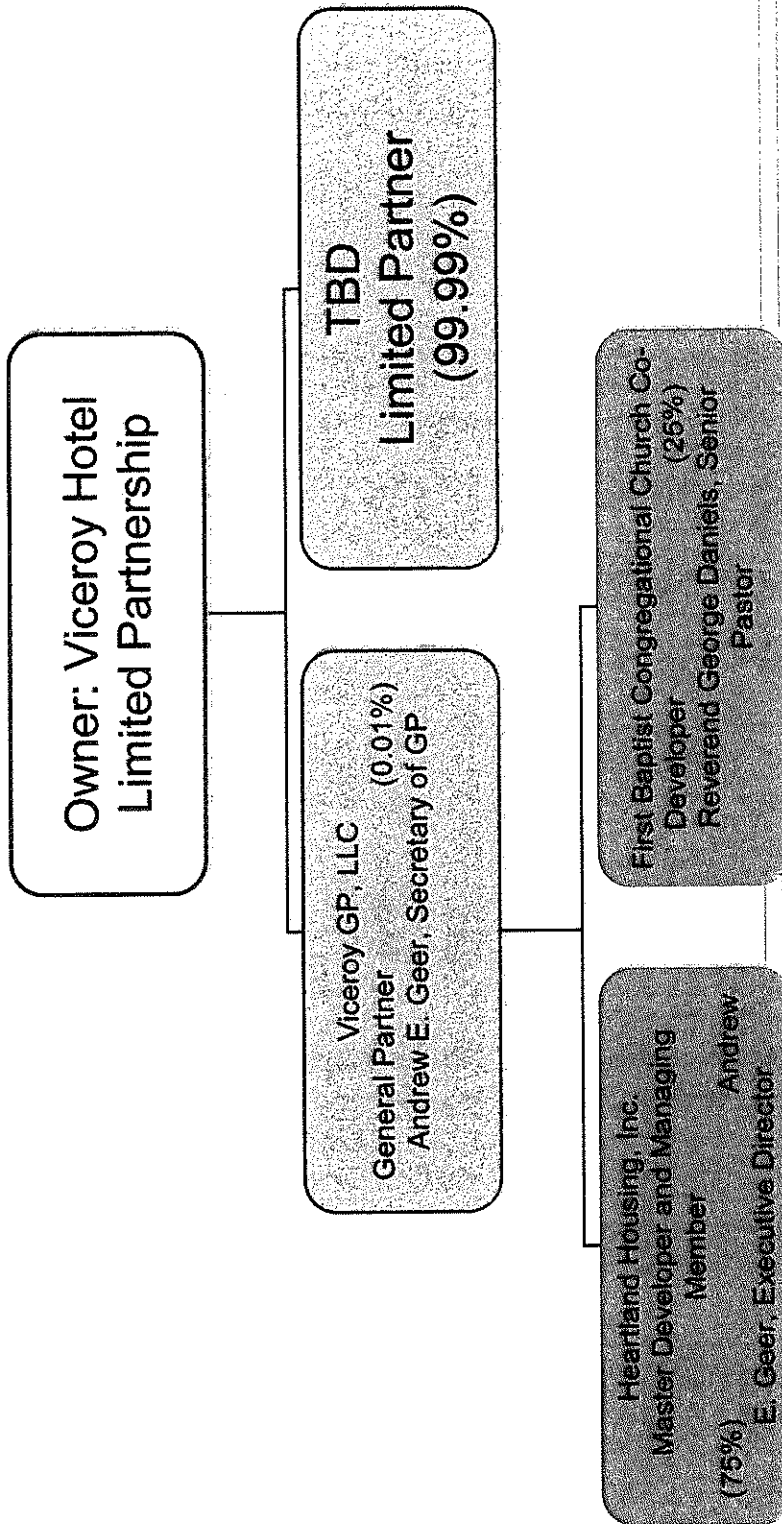 Owner: Viceroy Hotel
Limited Partnership
Viceroy GP, LLC
General Partner (0.01%)
Andrew E. Geer, Secretary of GP
TBD
Limited Partner
(99.99%)
Heartland Housing, Inc.
Master Developer and Managing
Member
(75%) Andrew
E. Geer, Executive Director
First Baptist Congregational Church Co-
Developer (25%)
Reverend George Daniels, Senior
Pastor